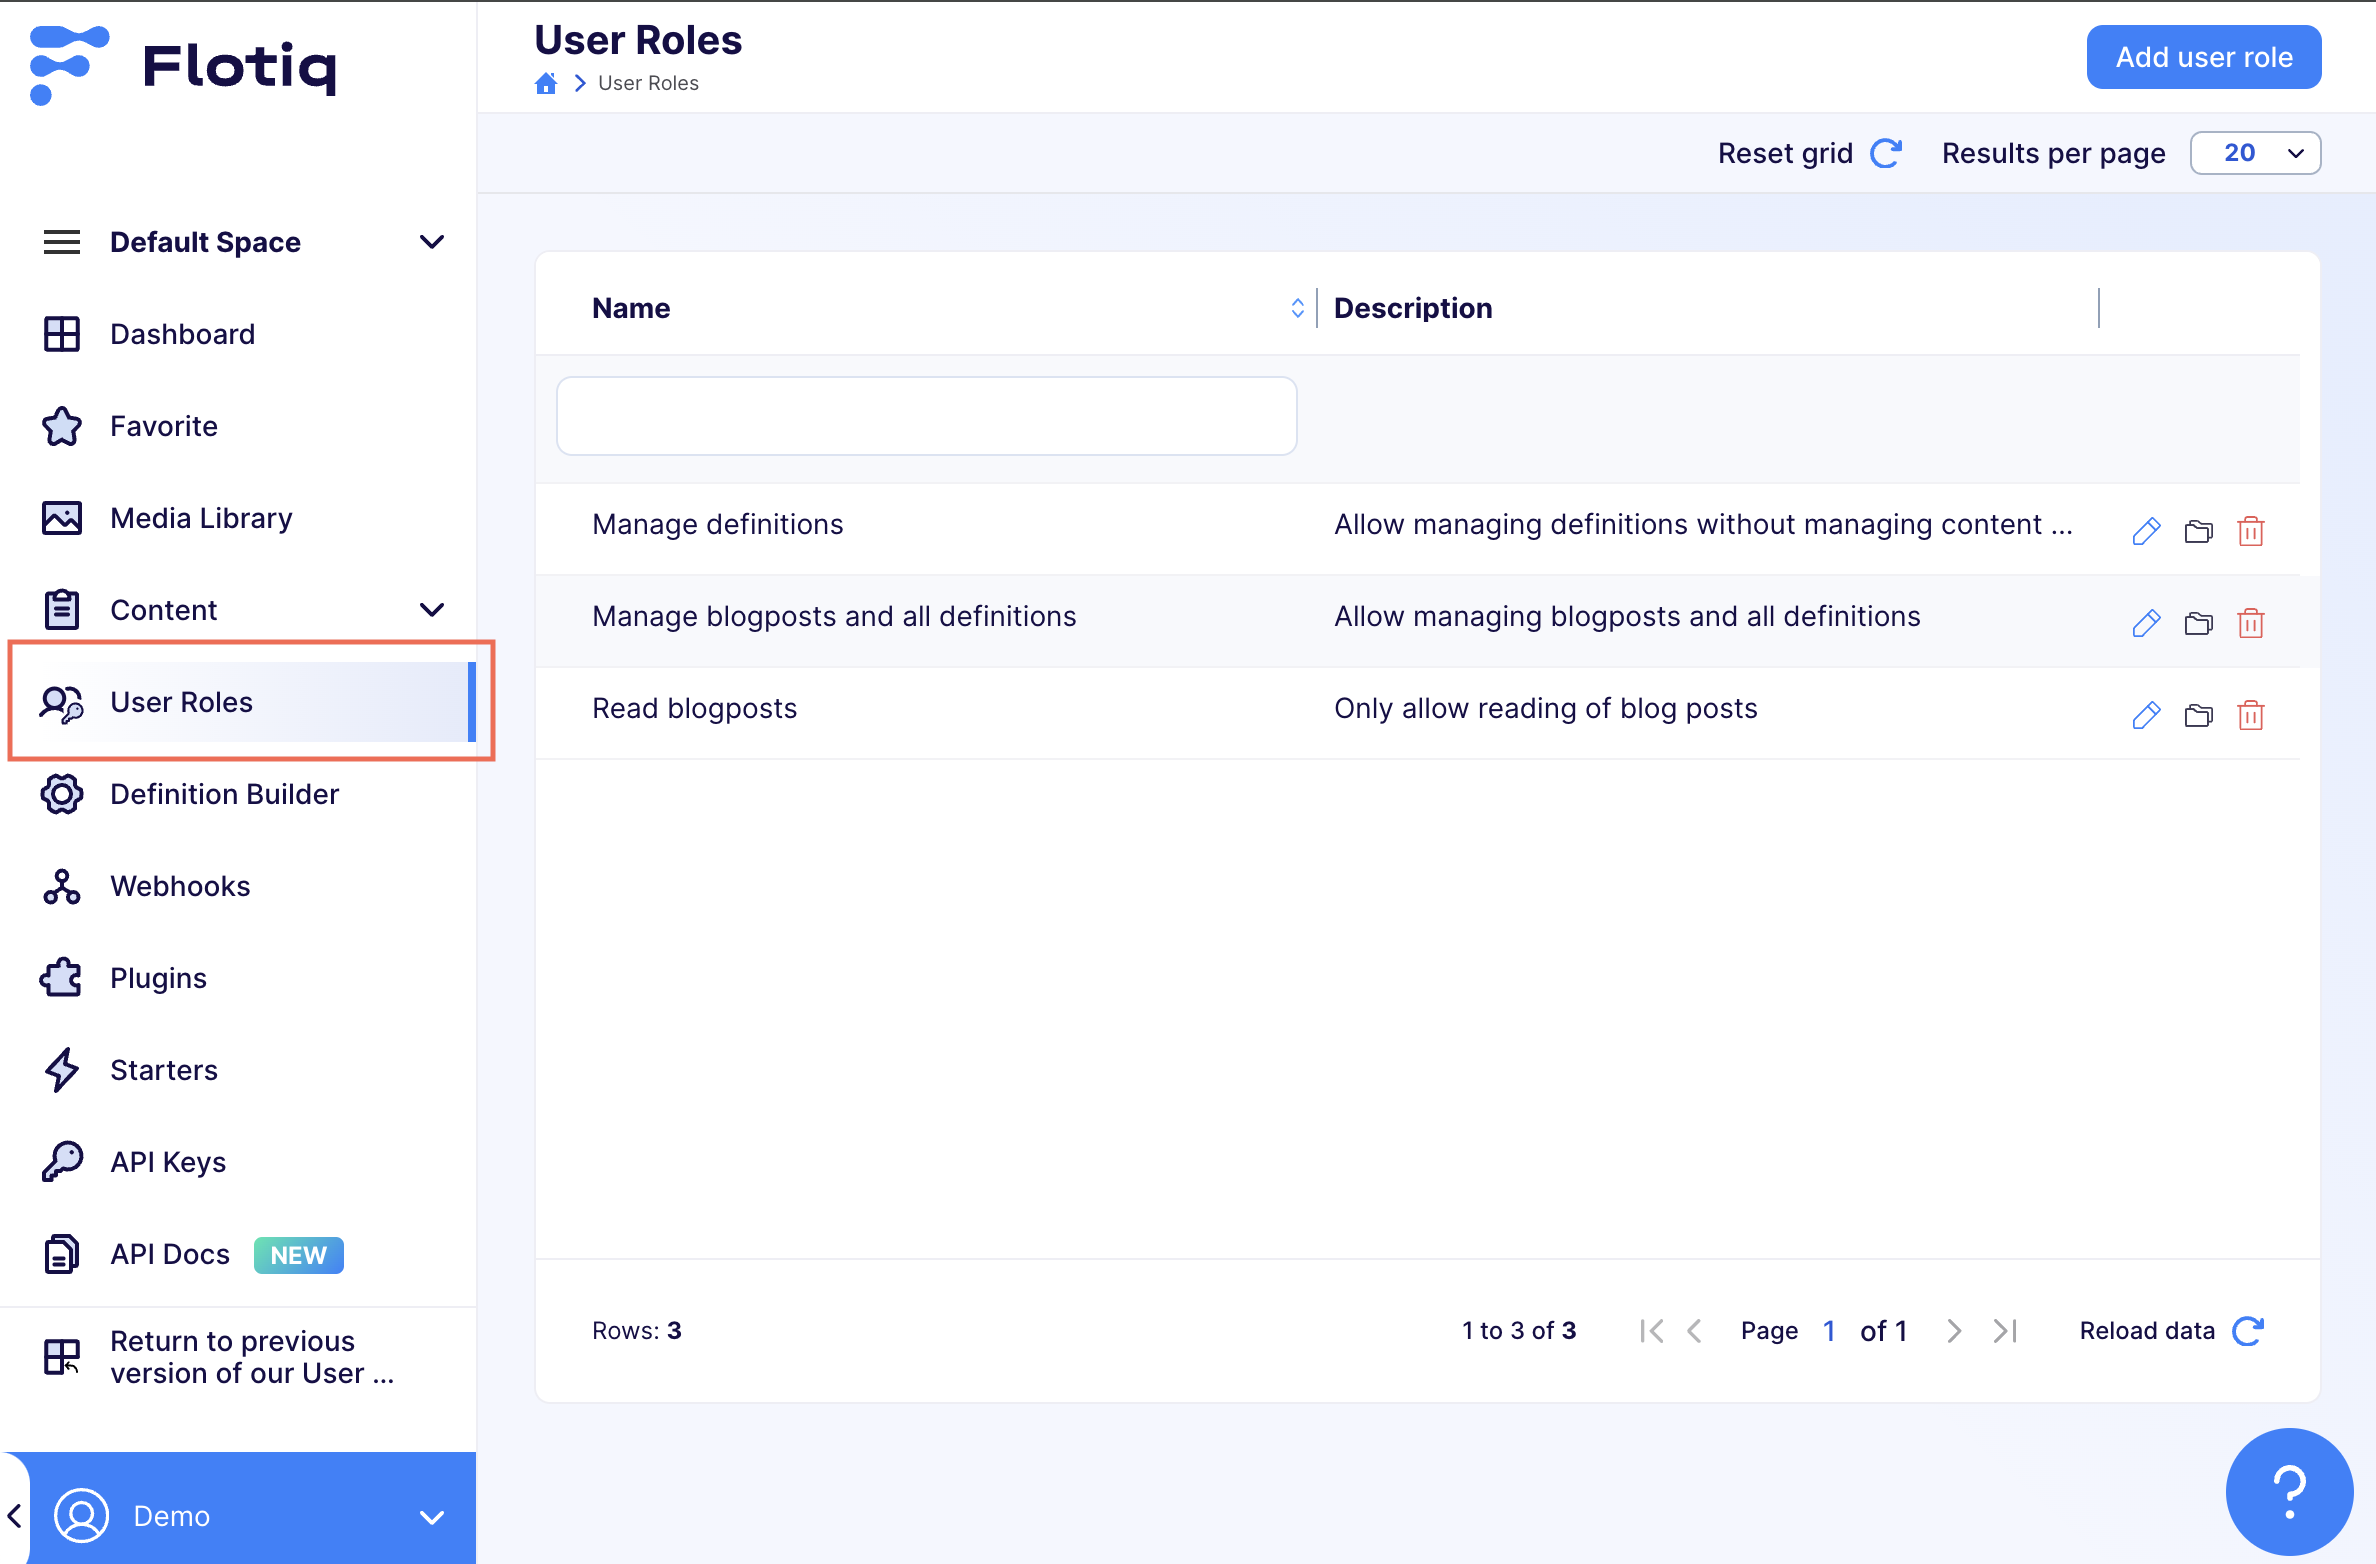 Flotiq
Default Space
Dashboard
Favorite
Media Library
Content
User Roles
Definition Builder
Webhooks
Plugins
Starters
API Keys
API Docs NEW
Return to previous
version of our User ...
Demo
User Roles
User Roles
Add user role
Reset grid Results per page 20
Name Description
Manage definitions Allow managing definitions without managing content ...
Manage blogposts and all definitions Allow managing blogposts and all definitions
Read blogposts Only allow reading of blog posts
Rows: 3 1 to 3 of 3 Page 1 of 1 Reload data
?